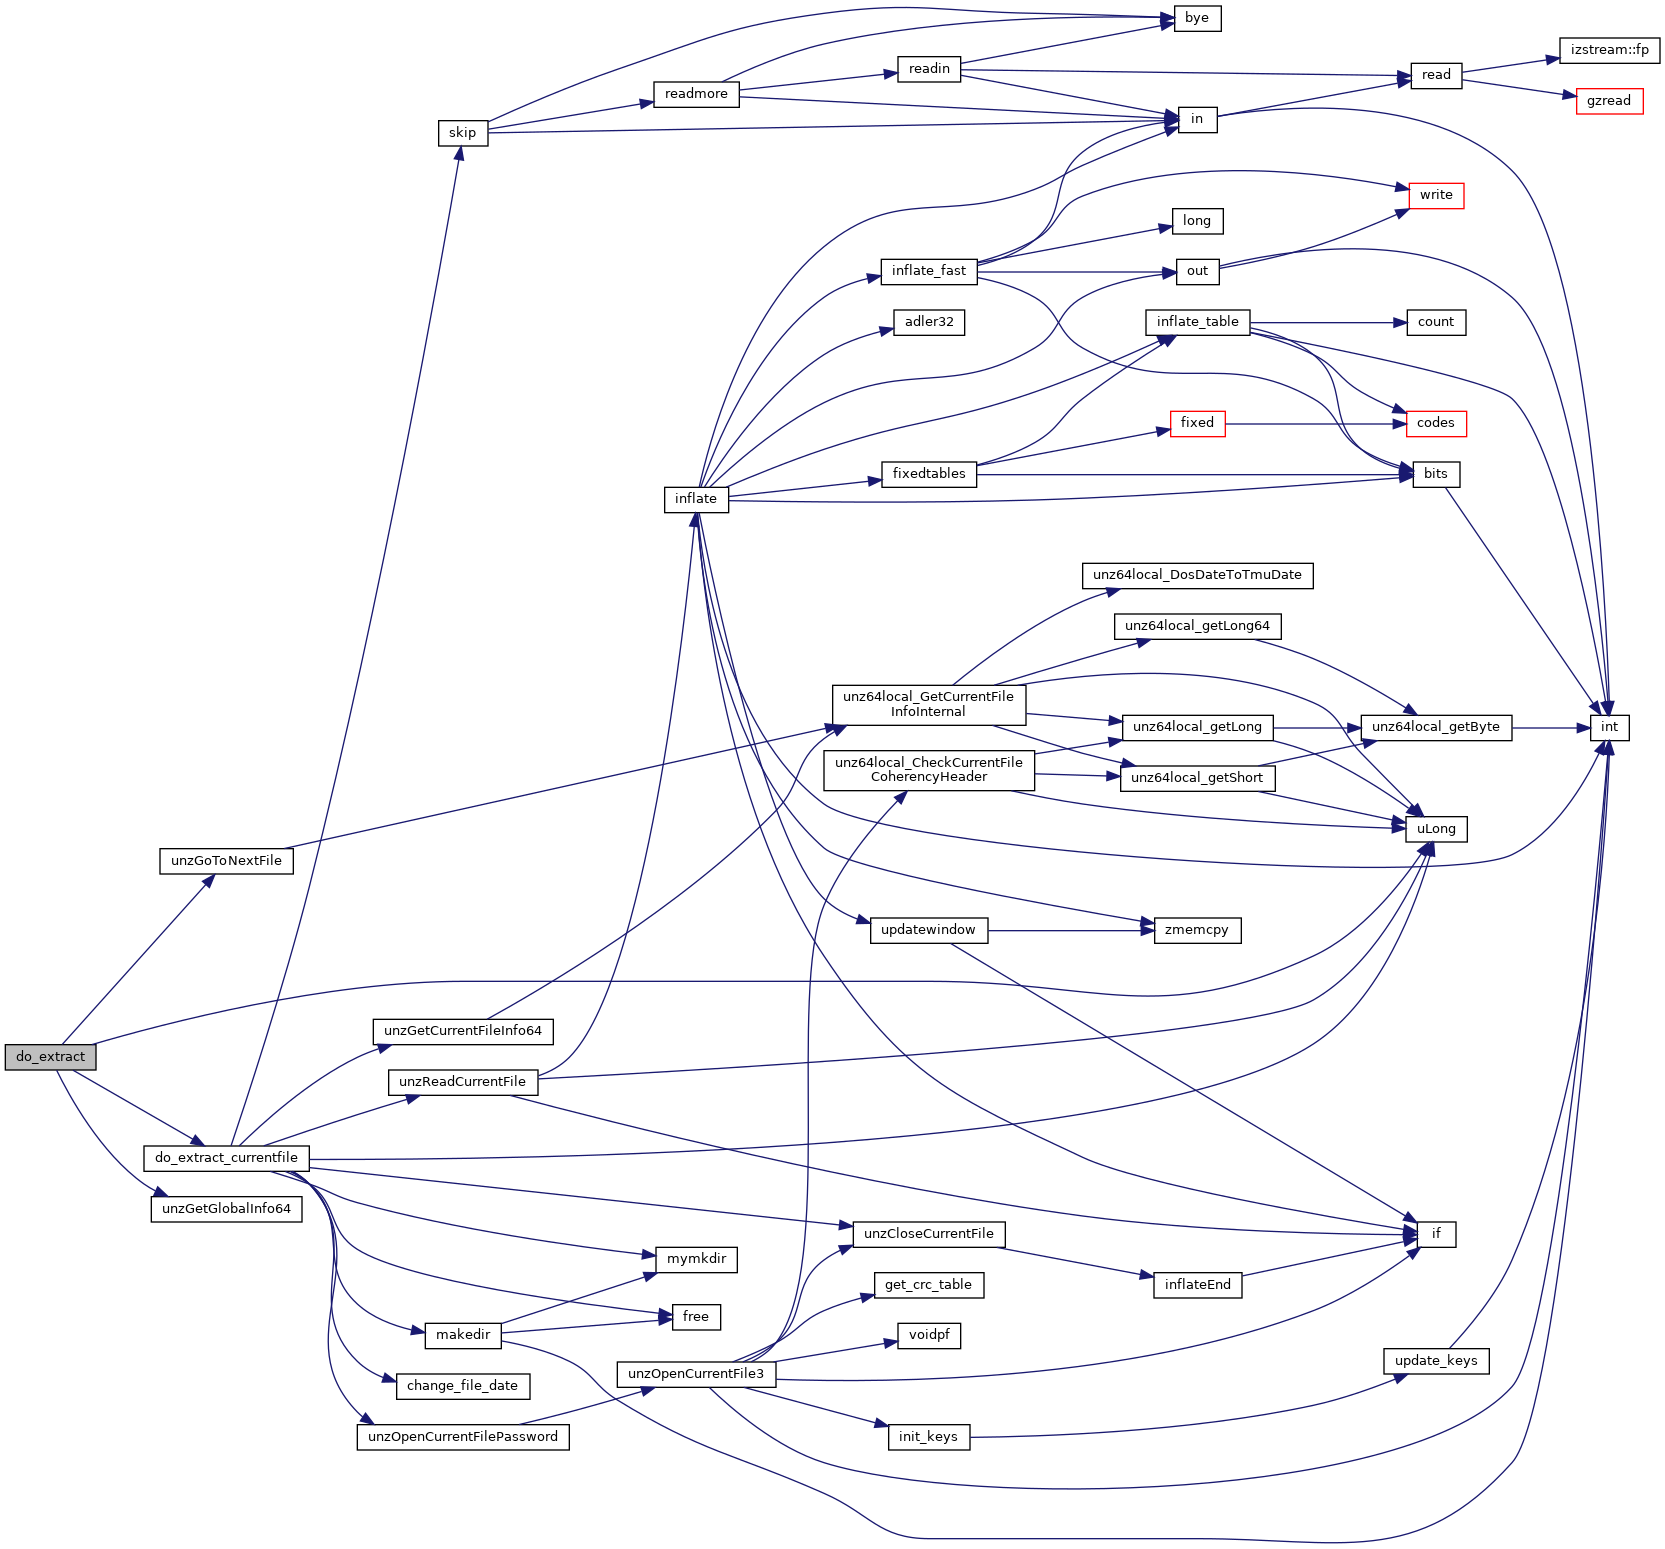 bye
izstream::fp
readin
read
readmore
gzread
in
skip
write
long
inflate_fast
out
adler32
inflate_table
count
fixed
codes
fixedtables
bits
inflate
unz64local_DosDateToTmuDate
unz64local_getLong64
unz64local_GetCurrentFile
InfoInternal
unz64local_getLong
unz64local_getByte
int
unz64local_CheckCurrentFile
CoherencyHeader
unz64local_getShort
uLong
unzGoToNextFile
updatewindow
zmemcpy
unzGetCurrentFileInfo64
do_extract
unzReadCurrentFile
do_extract_currentfile
unzGetGlobalInfo64
unzCloseCurrentFile
if
mymkdir
get_crc_table
inflateEnd
free
makedir
voidpf
update_keys
unzOpenCurrentFile3
change_file_date
unzOpenCurrentFilePassword
init_keys